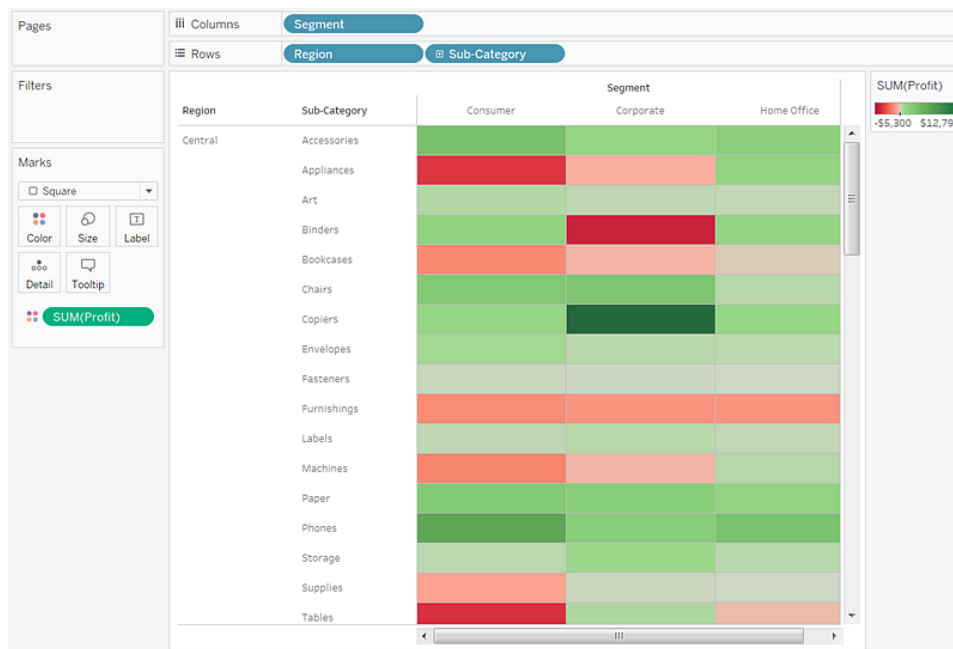 Pages
Columns
Segment
Rows
Region
Sub-Category
Filters
Marks
Square
Color
Size
Label
Detail
Tooltip
SUM(Profit)
Segment
Region
Sub-Category
Consumer
Corporate
Home Office
Central
Accessories
Appliances
Art
Binders
Bookcases
Chairs
Copiers
Envelopes
Fasteners
Furnishings
Labels
Machines
Paper
Phones
Storage
Supplies
Tables
SUM(Profit)
-$5,300 $12,79